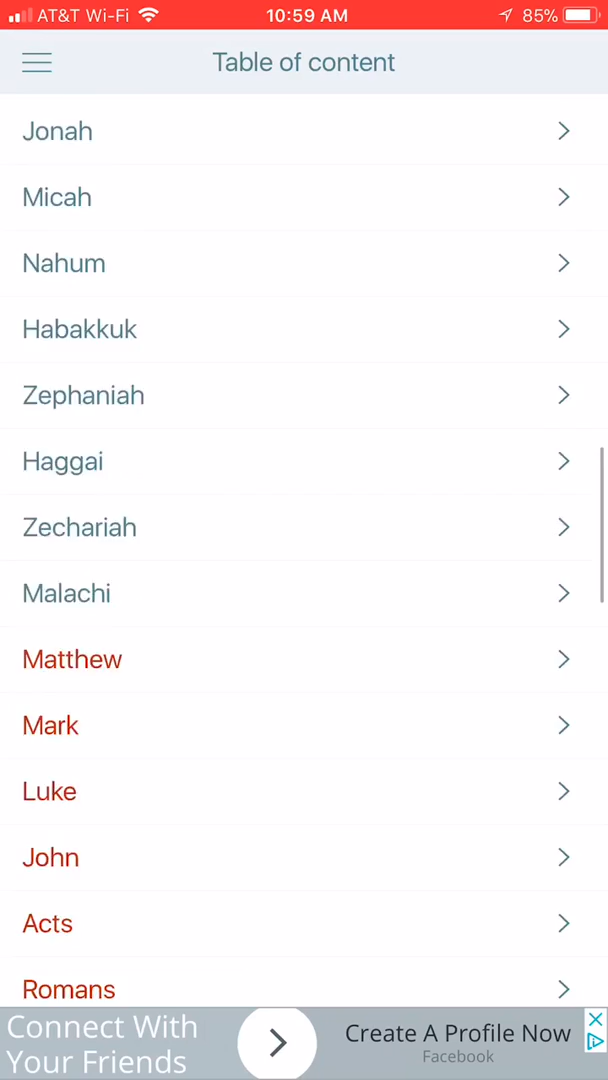 AT&T Wi-Fi 10:59 AM 85%
Table of content
Jonah
Micah
Nahum
Habakkuk
Zephaniah
Haggai
Zechariah
Malachi
Matthew
Mark
Luke
John
Acts
Romans
Connect With
Your Friends
Create A Profile Now
Facebook